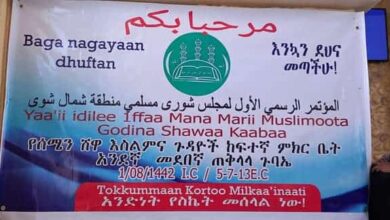 مرحبا بكم
Baga nagayaan
dhuftan
እንኳን ደህና
መጣችሁ!
المؤتمر الرسمي الأول لمجلس شورى مسلمي منطقة شمال شوى
Yaa'ii idilee 1ffaa Mana Marii Muslimoota
Godina Shawaa Kaabaa
የሰሜን ሸዋ እስልምና ጉዳዮች ከፍተኛ ምክር ቤት
አንደኛ መደበኛ ጠቅላላ ጉባኤ
1/08/1442 I.C / 5-7-13E.C
Tokkummaan Kortoo Milkaa'inaati
አንድነት የስኬት መሰላል ነው!